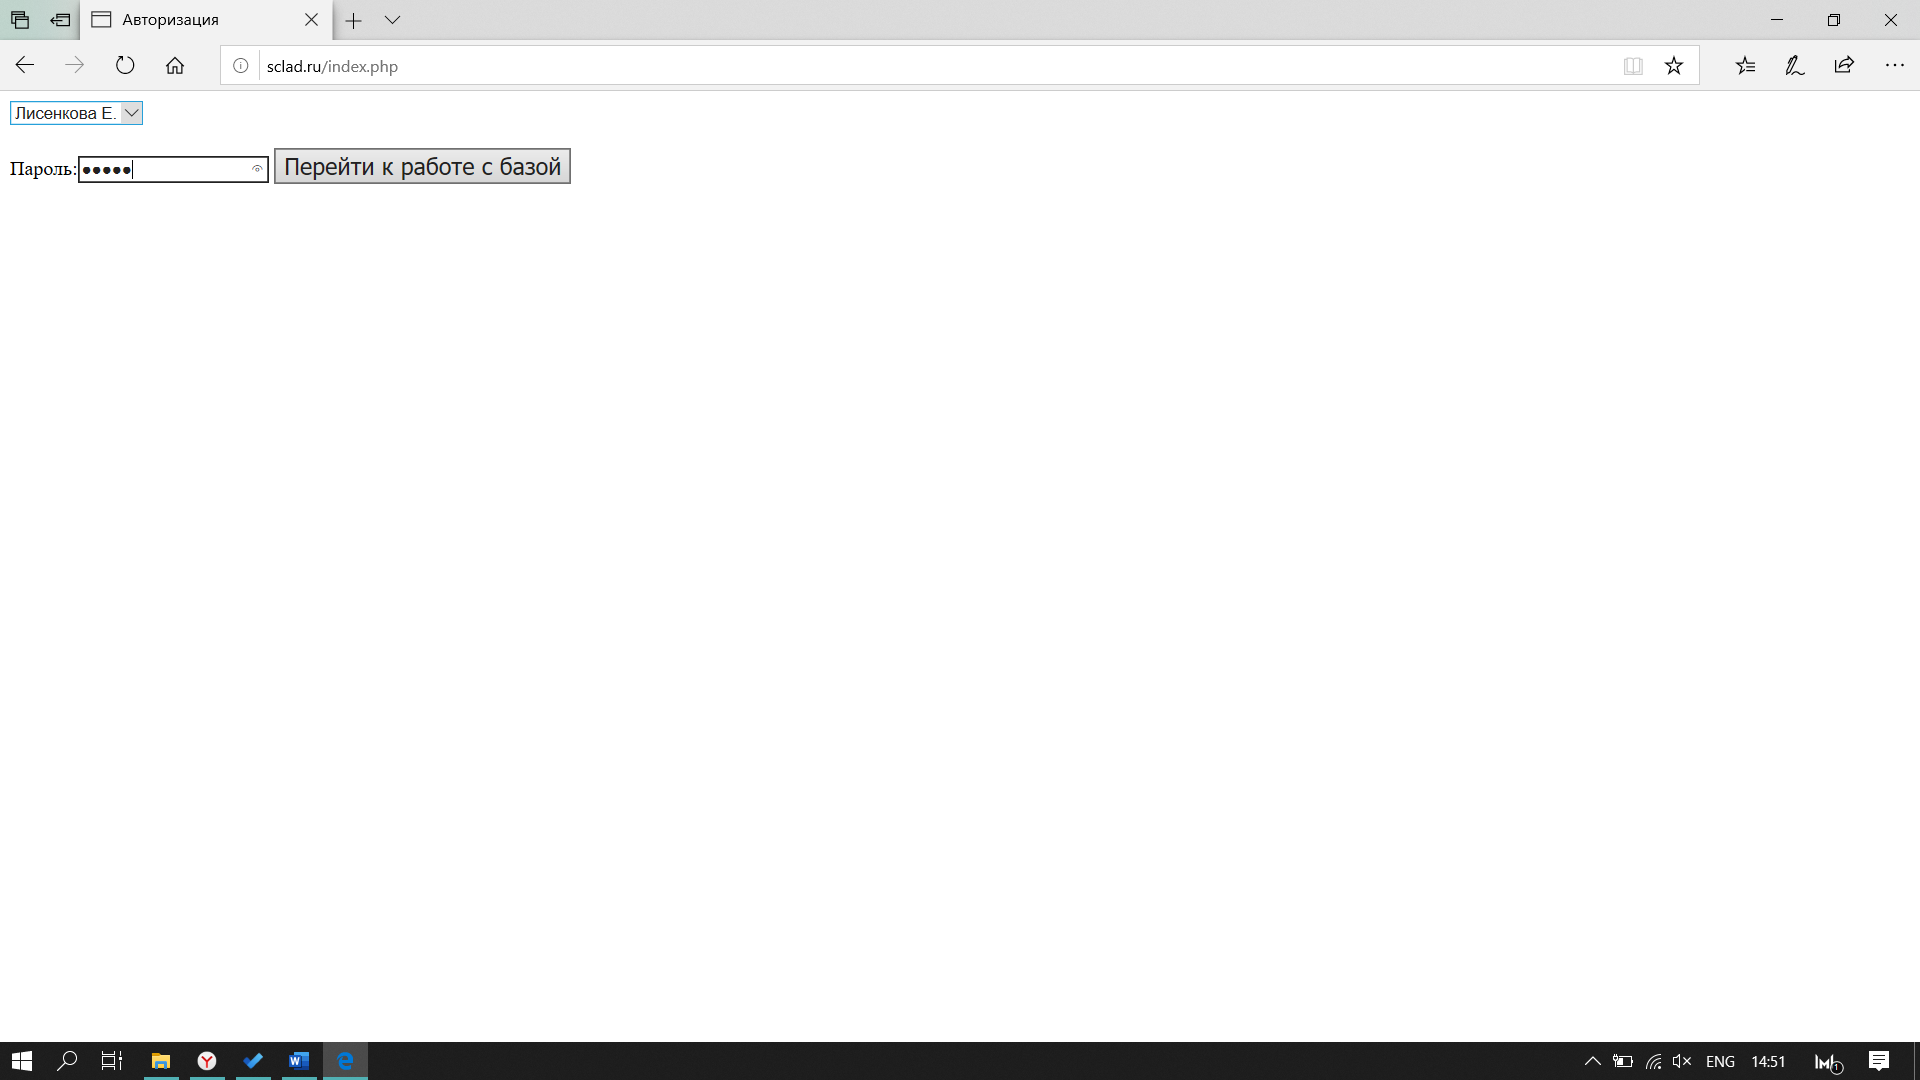 Авторизация
sclad.ru/index.php
Лисенкова Е.
Пароль:●●●●● Перейти к работе с базой
ENG 14:51